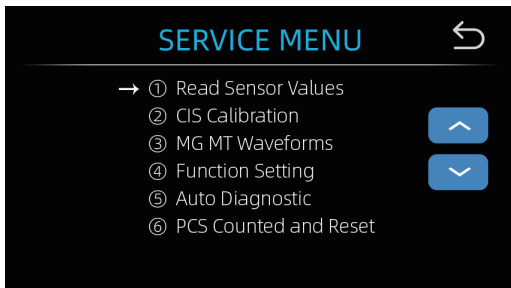 SERVICE MENU
→ ① Read Sensor Values
② CIS Calibration
③ MG MT Waveforms
④ Function Setting
⑤ Auto Diagnostic
⑥ PCS Counted and Reset